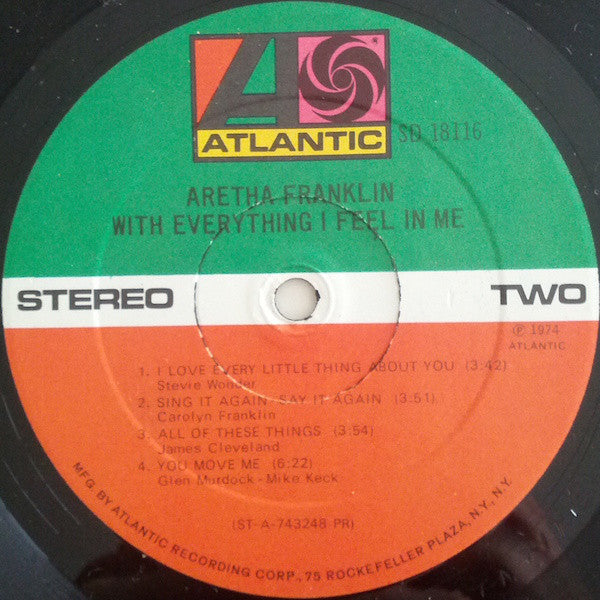 ATLANTIC
SD 18116
ARETHA FRANKLIN
WITH EVERYTHING I FEEL IN ME
STEREO
TWO
℗ 1974
ATLANTIC
1. I LOVE EVERY LITTLE THING ABOUT YOU (3:42)
Stevie Wonder
2. SING IT AGAIN SAY IT AGAIN (3:51)
Carolyn Franklin
3. ALL OF THESE THINGS (3:54)
James Cleveland
4. YOU MOVE ME (6:22)
Glen Murdock - Mike Keck
(ST-A-743248 PR)
MFG. BY ATLANTIC RECORDING CORP., 75 ROCKEFELLER PLAZA, N.Y., N.Y.